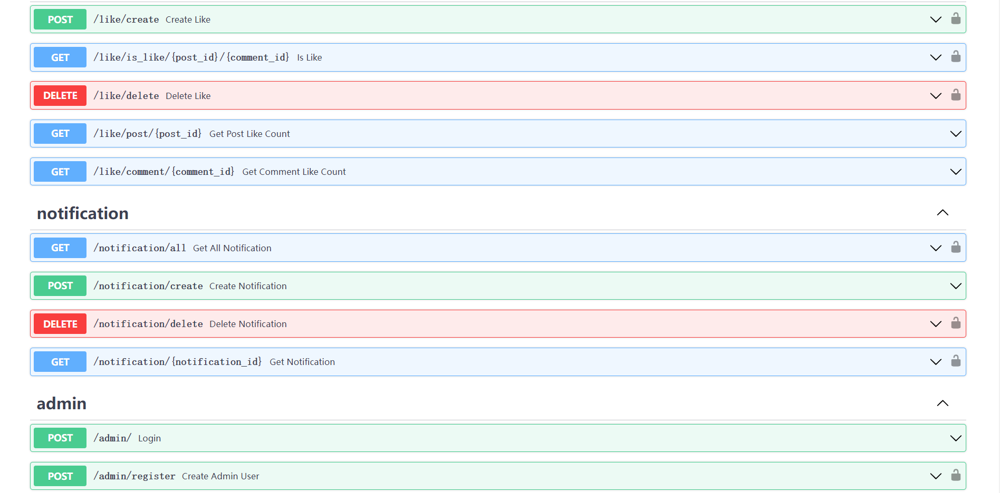 POST /like/create Create Like
GET /like/is_like/{post_id}/{comment_id} Is Like
DELETE /like/delete Delete Like
GET /like/post/{post_id} Get Post Like Count
GET /like/comment/{comment_id} Get Comment Like Count
notification
GET /notification/all Get All Notification
POST /notification/create Create Notification
DELETE /notification/delete Delete Notification
GET /notification/{notification_id} Get Notification
admin
POST /admin/ Login
POST /admin/register Create Admin User